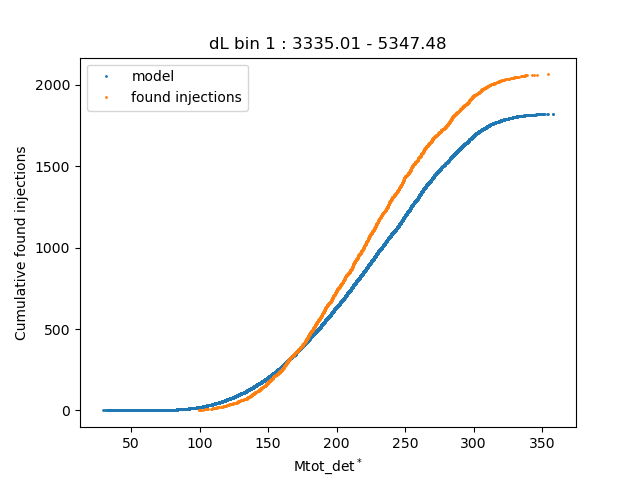 dL bin 1 : 3335.01 - 5347.48
model
found injections
Cumulative found injections
2000
1500
1000
500
0
50 100 150 200 250 300 350
Mtot_det*